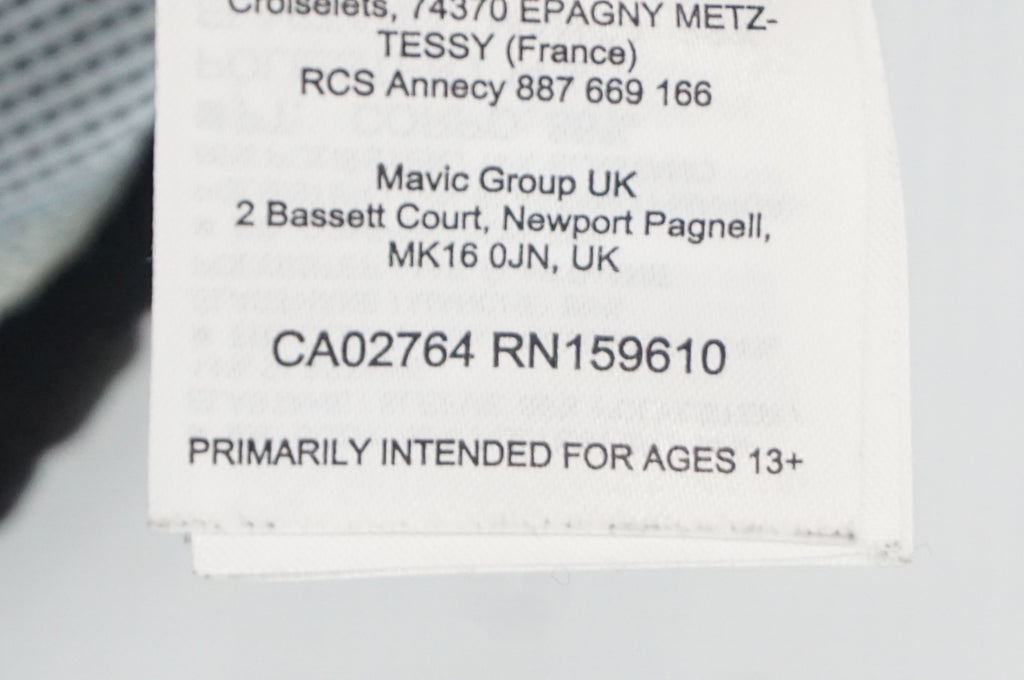 Croiselets, 74370 EPAGNY METZ-
TESSY (France)
RCS Annecy 887 669 166
Mavic Group UK
2 Bassett Court, Newport Pagnell,
MK16 0JN, UK
CA02764 RN159610
PRIMARILY INTENDED FOR AGES 13+